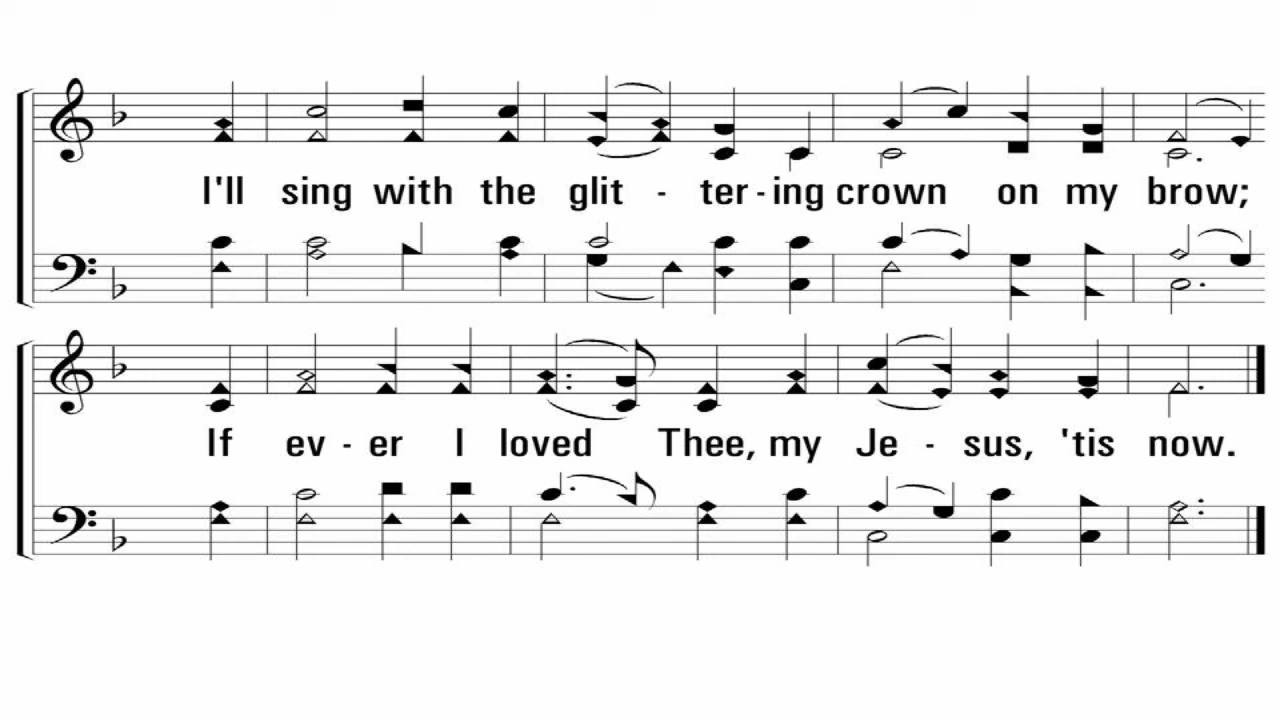 I'll sing with the glit - ter - ing crown on my brow;
If ev - er I loved Thee, my Je - sus, 'tis now.